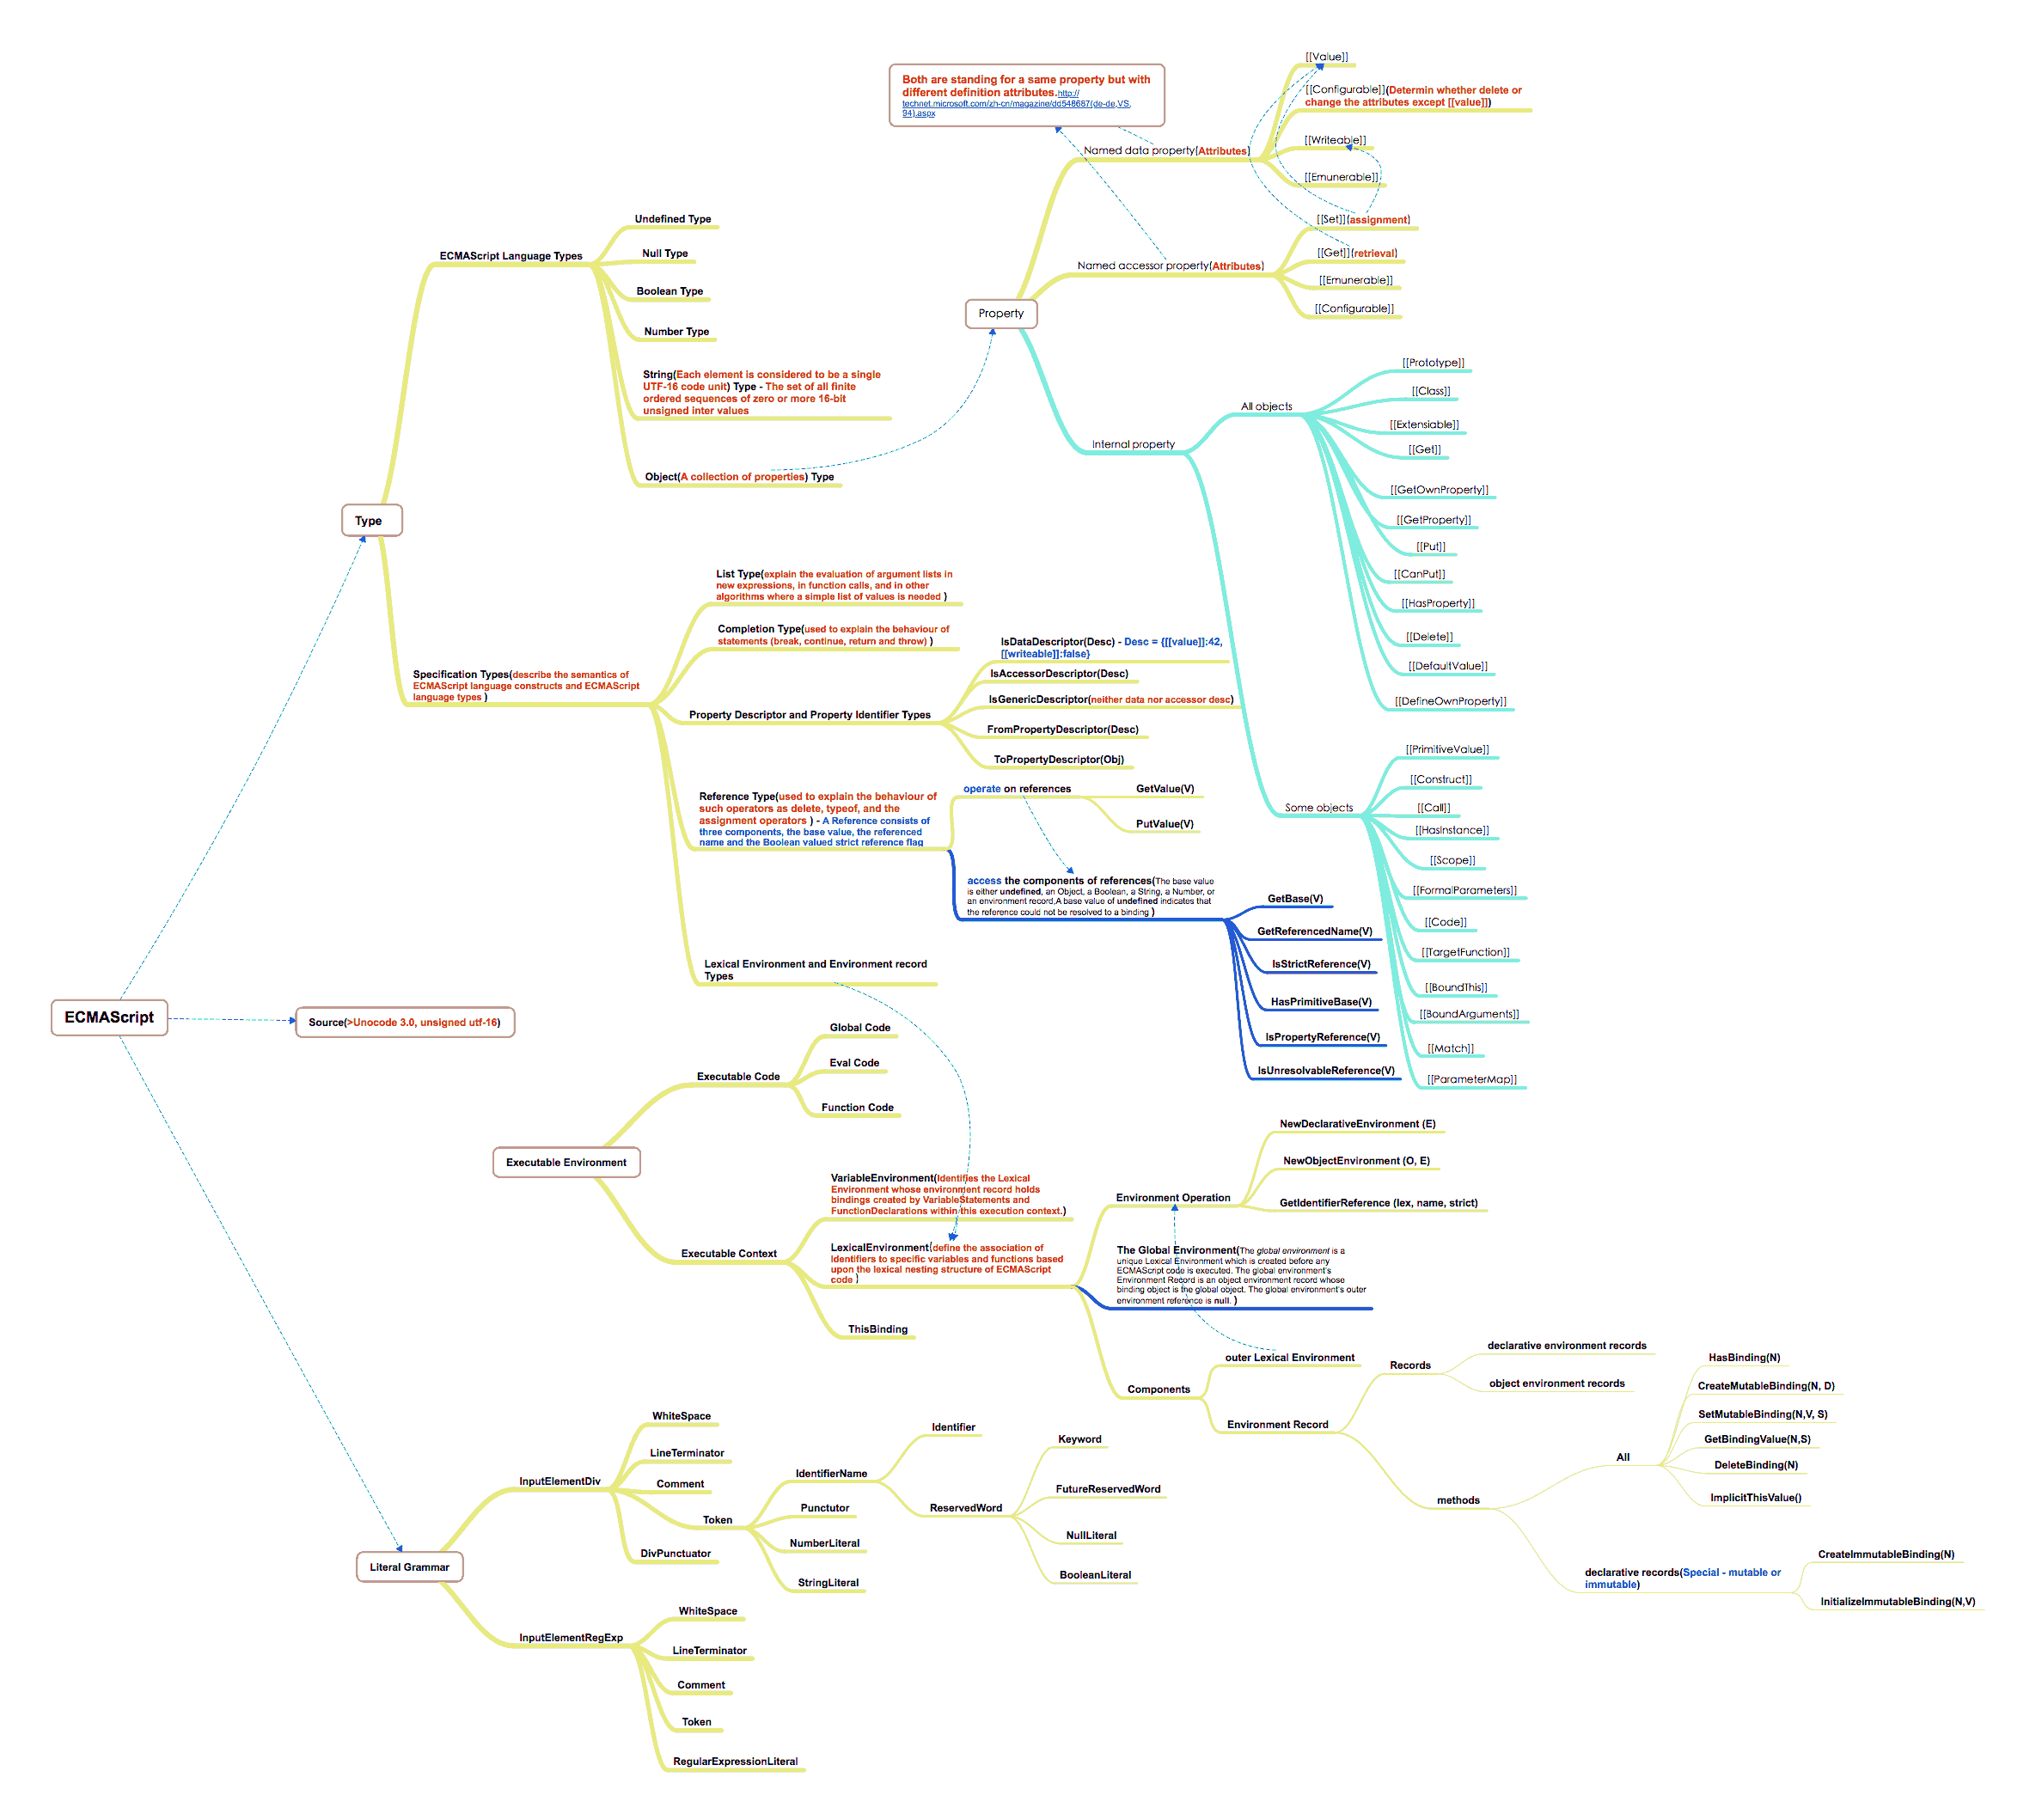 Both are standing for a same property but with
different definition attributes.http://
technet.microsoft.com/zh-cn/magazine/dd548687(de-de,VS.
94).aspx
[[Value]]
[[Configurable]](Determin whether delete or
change the attributes except [[value]])
Named data property(Attributes)
[[Writeable]]
[[Emunerable]]
[[Set]](assignment)
[[Get]](retrieval)
Named accessor property(Attributes)
[[Emunerable]]
[[Configurable]]
Property
Undefined Type
Null Type
ECMAScript Language Types
Boolean Type
Number Type
String(Each element is considered to be a single
UTF-16 code unit) Type - The set of all finite
ordered sequences of zero or more 16-bit
unsigned inter values
Object(A collection of properties) Type
Type
Internal property
All objects
[[Prototype]]
[[Class]]
[[Extensiable]]
[[Get]]
[[GetOwnProperty]]
[[GetProperty]]
[[Put]]
[[CanPut]]
[[HasProperty]]
[[Delete]]
[[DefaultValue]]
[[DefineOwnProperty]]
Some objects
[[PrimitiveValue]]
[[Construct]]
[[Call]]
[[HasInstance]]
[[Scope]]
[[FormalParameters]]
[[Code]]
[[TargetFunction]]
[[BoundThis]]
[[BoundArguments]]
[[Match]]
[[ParameterMap]]
Specification Types(describe the semantics of
ECMAScript language constructs and ECMAScript
language types )
List Type(explain the evaluation of argument lists in
new expressions, in function calls, and in other
algorithms where a simple list of values is needed )
Completion Type(used to explain the behaviour of
statements (break, continue, return and throw) )
Property Descriptor and Property Identifier Types
IsDataDescriptor(Desc) - Desc = {[[value]]:42,
[[writeable]]:false}
IsAccessorDescriptor(Desc)
IsGenericDescriptor(neither data nor accessor desc)
FromPropertyDescriptor(Desc)
ToPropertyDescriptor(Obj)
Reference Type(used to explain the behaviour of
such operators as delete, typeof, and the
assignment operators ) - A Reference consists of
three components, the base value, the referenced
name and the Boolean valued strict reference flag
operate on references
GetValue(V)
PutValue(V)
access the components of references(The base value
is either undefined, an Object, a Boolean, a String, a Number, or
an environment record,A base value of undefined indicates that
the reference could not be resolved to a binding )
GetBase(V)
GetReferencedName(V)
IsStrictReference(V)
HasPrimitiveBase(V)
IsPropertyReference(V)
IsUnresolvableReference(V)
Lexical Environment and Environment record
Types
ECMAScript
Source(>Unocode 3.0, unsigned utf-16)
Executable Environment
Executable Code
Global Code
Eval Code
Function Code
Executable Context
VariableEnvironment(Identifies the Lexical
Environment whose environment record holds
bindings created by VariableStatements and
FunctionDeclarations within this execution context.)
LexicalEnvironment(define the association of
Identifiers to specific variables and functions based
upon the lexical nesting structure of ECMAScript
code )
ThisBinding
Environment Operation
NewDeclarativeEnvironment (E)
NewObjectEnvironment (O, E)
GetIdentifierReference (lex, name, strict)
The Global Environment(The global environment is a
unique Lexical Environment which is created before any
ECMAScript code is executed. The global environment's
Environment Record is an object environment record whose
binding object is the global object. The global environment's outer
environment reference is null. )
Components
outer Lexical Environment
Environment Record
Records
declarative environment records
object environment records
methods
All
HasBinding(N)
CreateMutableBinding(N, D)
SetMutableBinding(N,V, S)
GetBindingValue(N,S)
DeleteBinding(N)
ImplicitThisValue()
declarative records(Special - mutable or
immutable)
CreateImmutableBinding(N)
InitializeImmutableBinding(N,V)
Literal Grammar
InputElementDiv
WhiteSpace
LineTerminator
Comment
Token
DivPunctuator
IdentifierName
Punctutor
NumberLiteral
StringLiteral
Identifier
ReservedWord
Keyword
FutureReservedWord
NullLiteral
BooleanLiteral
InputElementRegExp
WhiteSpace
LineTerminator
Comment
Token
RegularExpressionLiteral